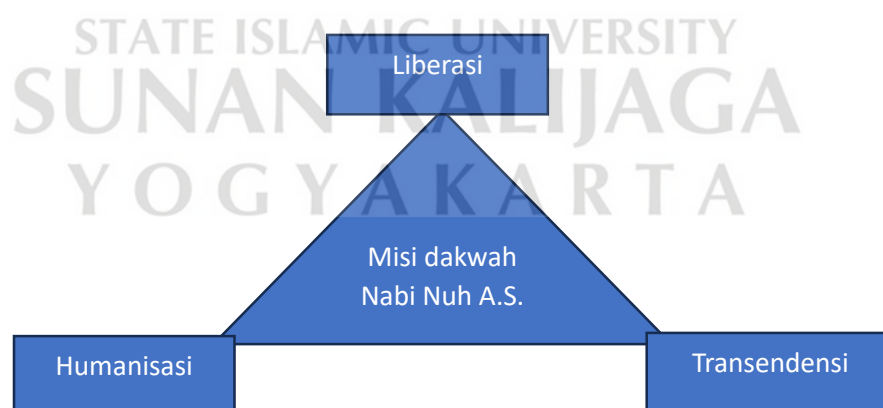 STATE ISLAMIC UNIVERSITY
Liberasi
SUNAN KALIJAGA
YOGYAKARTA
Misi dakwah
Nabi Nuh A.S.
Humanisasi
Transendensi